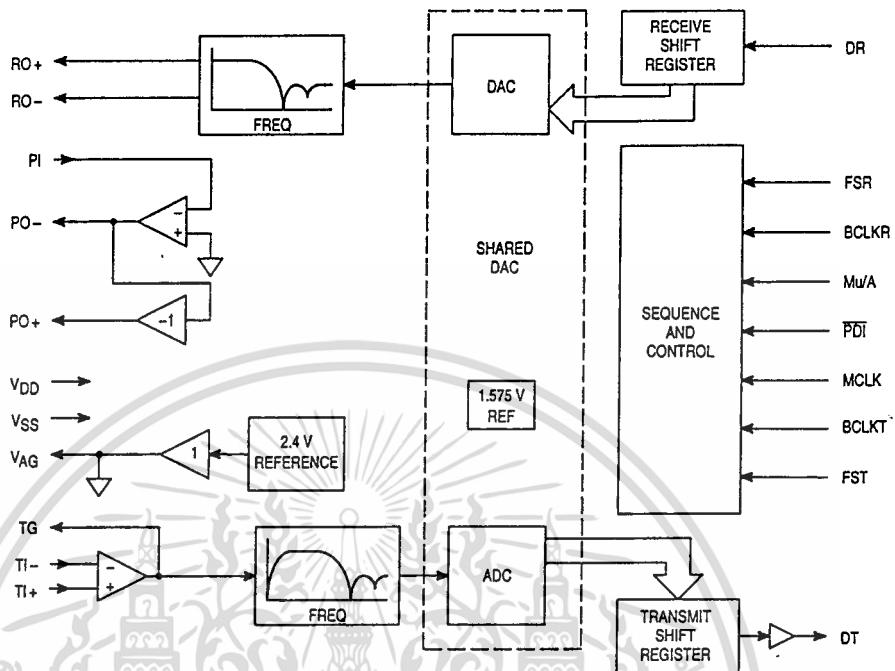 RO+
RO-
FREQ
DAC
RECEIVE
SHIFT
REGISTER
DR
PI
PO-
-
+
PO+
-1
SHARED
DAC
SEQUENCE
AND
CONTROL
FSR
BCLKR
Mu/A
PDI
MCLK
BCLKT
FST
VDD
VSS
VAG
1
2.4 V
REFERENCE
1.575 V
REF
TG
TI-
TI+
-
+
FREQ
ADC
TRANSMIT
SHIFT
REGISTER
DT